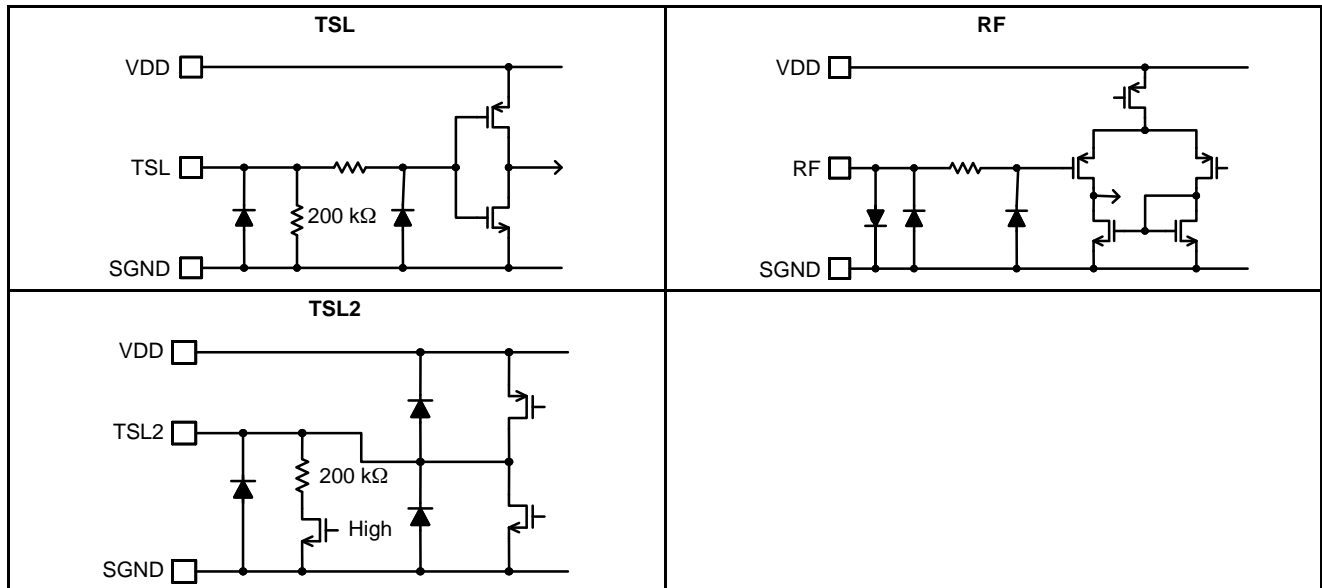 TSL
VDD
TSL
200 kΩ
SGND
RF
VDD
RF
SGND
TSL2
VDD
TSL2
200 kΩ
High
SGND